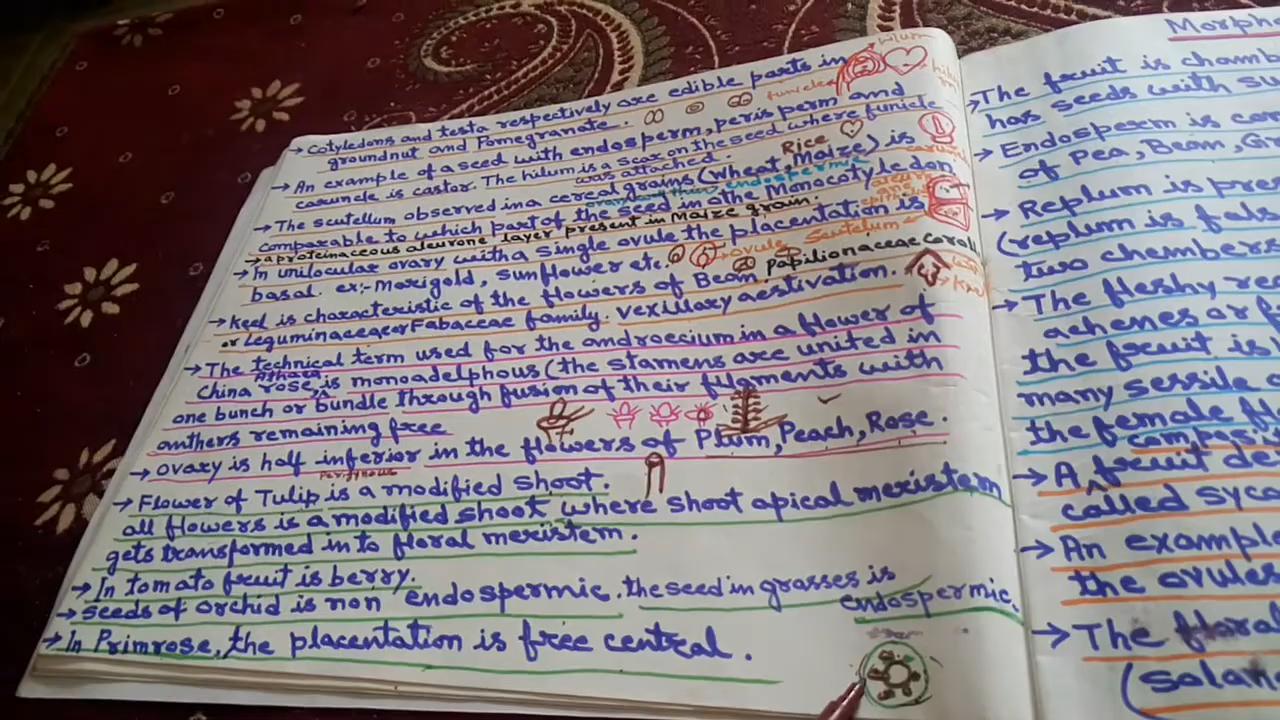 → Cotyledons and testa respectively are edible parts in
groundnut and Pomegranate.
→ An example of a seed with endosperm, perisperm and
caruncle is castor. The hilum is a scar on the seed where funicle
was attached.
Rice
→ The scutellum observed in a cereal grains (Wheat, Maize) is
comparable to which part of the seed in othe Monocotyledon
→ a proteinaceous aleurone layer present in Maize grain.
→ In unilocular ovary with a single ovule the placentation is
basal. ex:- Marigold, sunflower etc.
ovule
Scutelum
→ Keel is characteristic of the flowers of Bean papilionaceae coroll
or Leguminaceae or Fabaceae family. vexillary aestivation.
→ The technical term used for the androecium in a flower of
China rose, is monoadelphous (the stamens are united in
one bunch or bundle through fusion of their filaments with
anthers remaining free
→ ovary is half inferior in the flowers of Plum, Peach, Rose.
Perigynous
→ Flower of Tulip is a modified shoot.
all flowers is a modified shoot where shoot apical meristem
gets transformed in to floral meristem.
→ In tomato fruit is berry.
→ seeds of orchid is non endospermic. the seed in grasses is
endospermic.
→ In Primrose, the placentation is free central.
Morpho
→ The fruit is chamb
has seeds with su
→ Endosperm is con
of Pea, Bean, Gr
→ Replum is pres
(replum is fals
two chambers
→ The fleshy rec
achenes or f
the fruit is
many sessile o
the female fl
composi
→ A fruit de
called syco
→ An example
the ovules
→ The floral
(solan